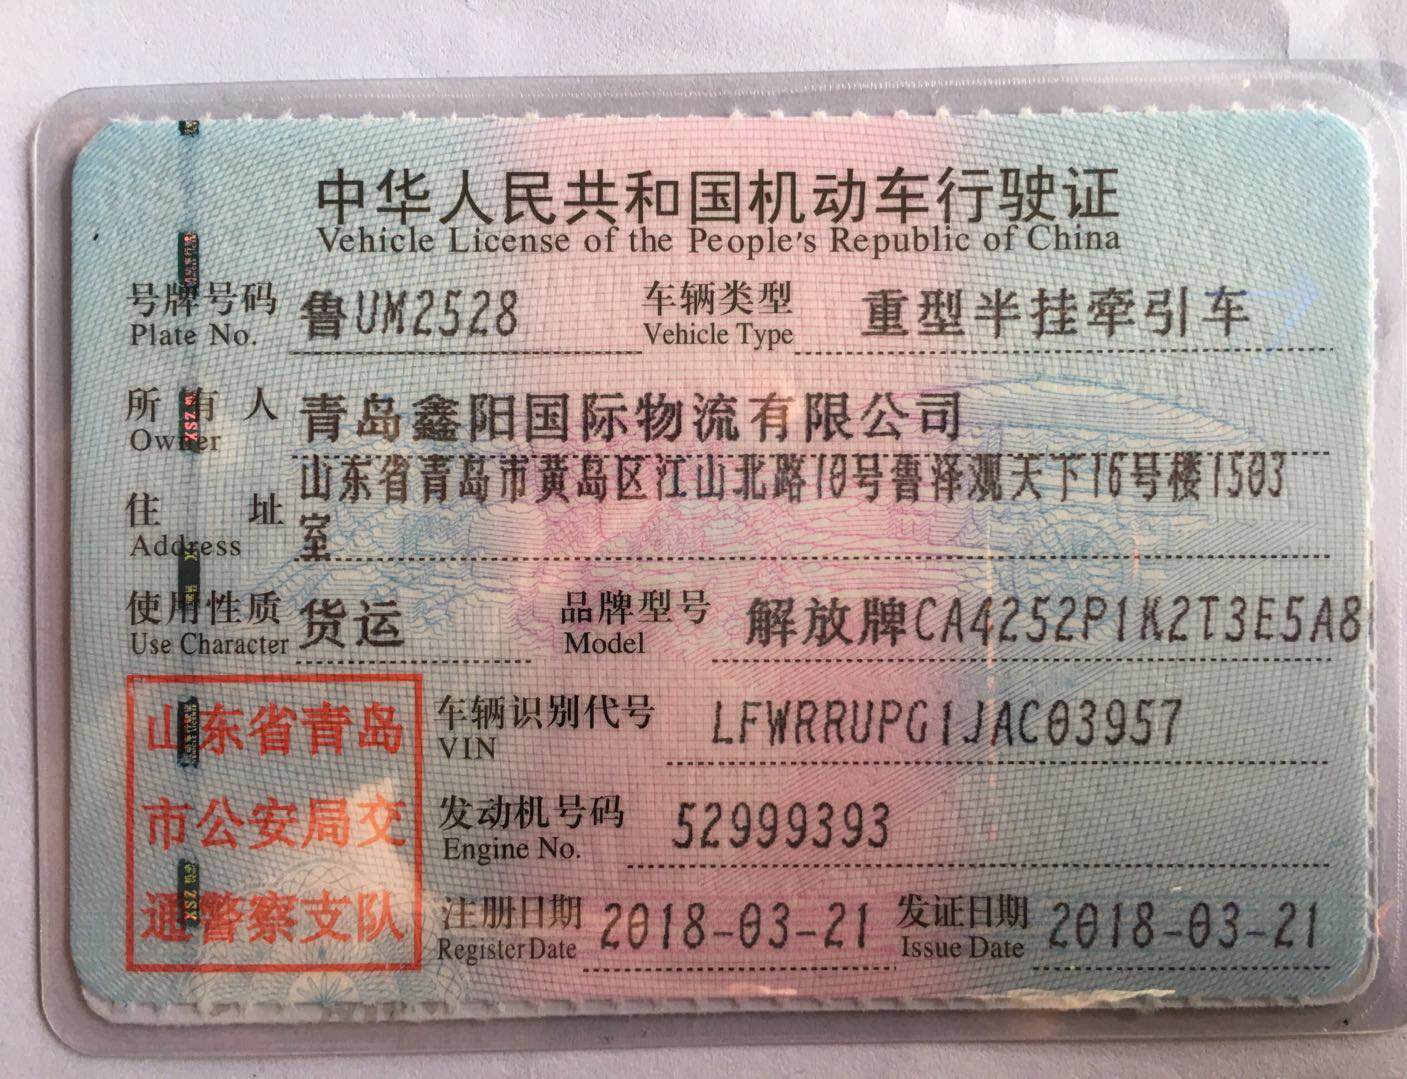 中华人民共和国机动车行驶证
Vehicle License of the People's Republic of China
号牌号码 鲁UM2528 车辆类型 重型半挂牵引车
Plate No. Vehicle Type
所有人 青岛鑫阳国际物流有限公司
Owner
山东省青岛市黄岛区江山北路10号鲁泽观天下16号楼1503
住址 室
Address
使用性质 货运 品牌型号 解放牌CA4252P1K2T3E5A8
Use Character Model
山东省青岛
市公安局交
通警察支队
车辆识别代号 LFWRRUPG1JAC03957
VIN
发动机号码 52999393
Engine No.
注册日期 2018-03-21 发证日期 2018-03-21
Register Date Issue Date